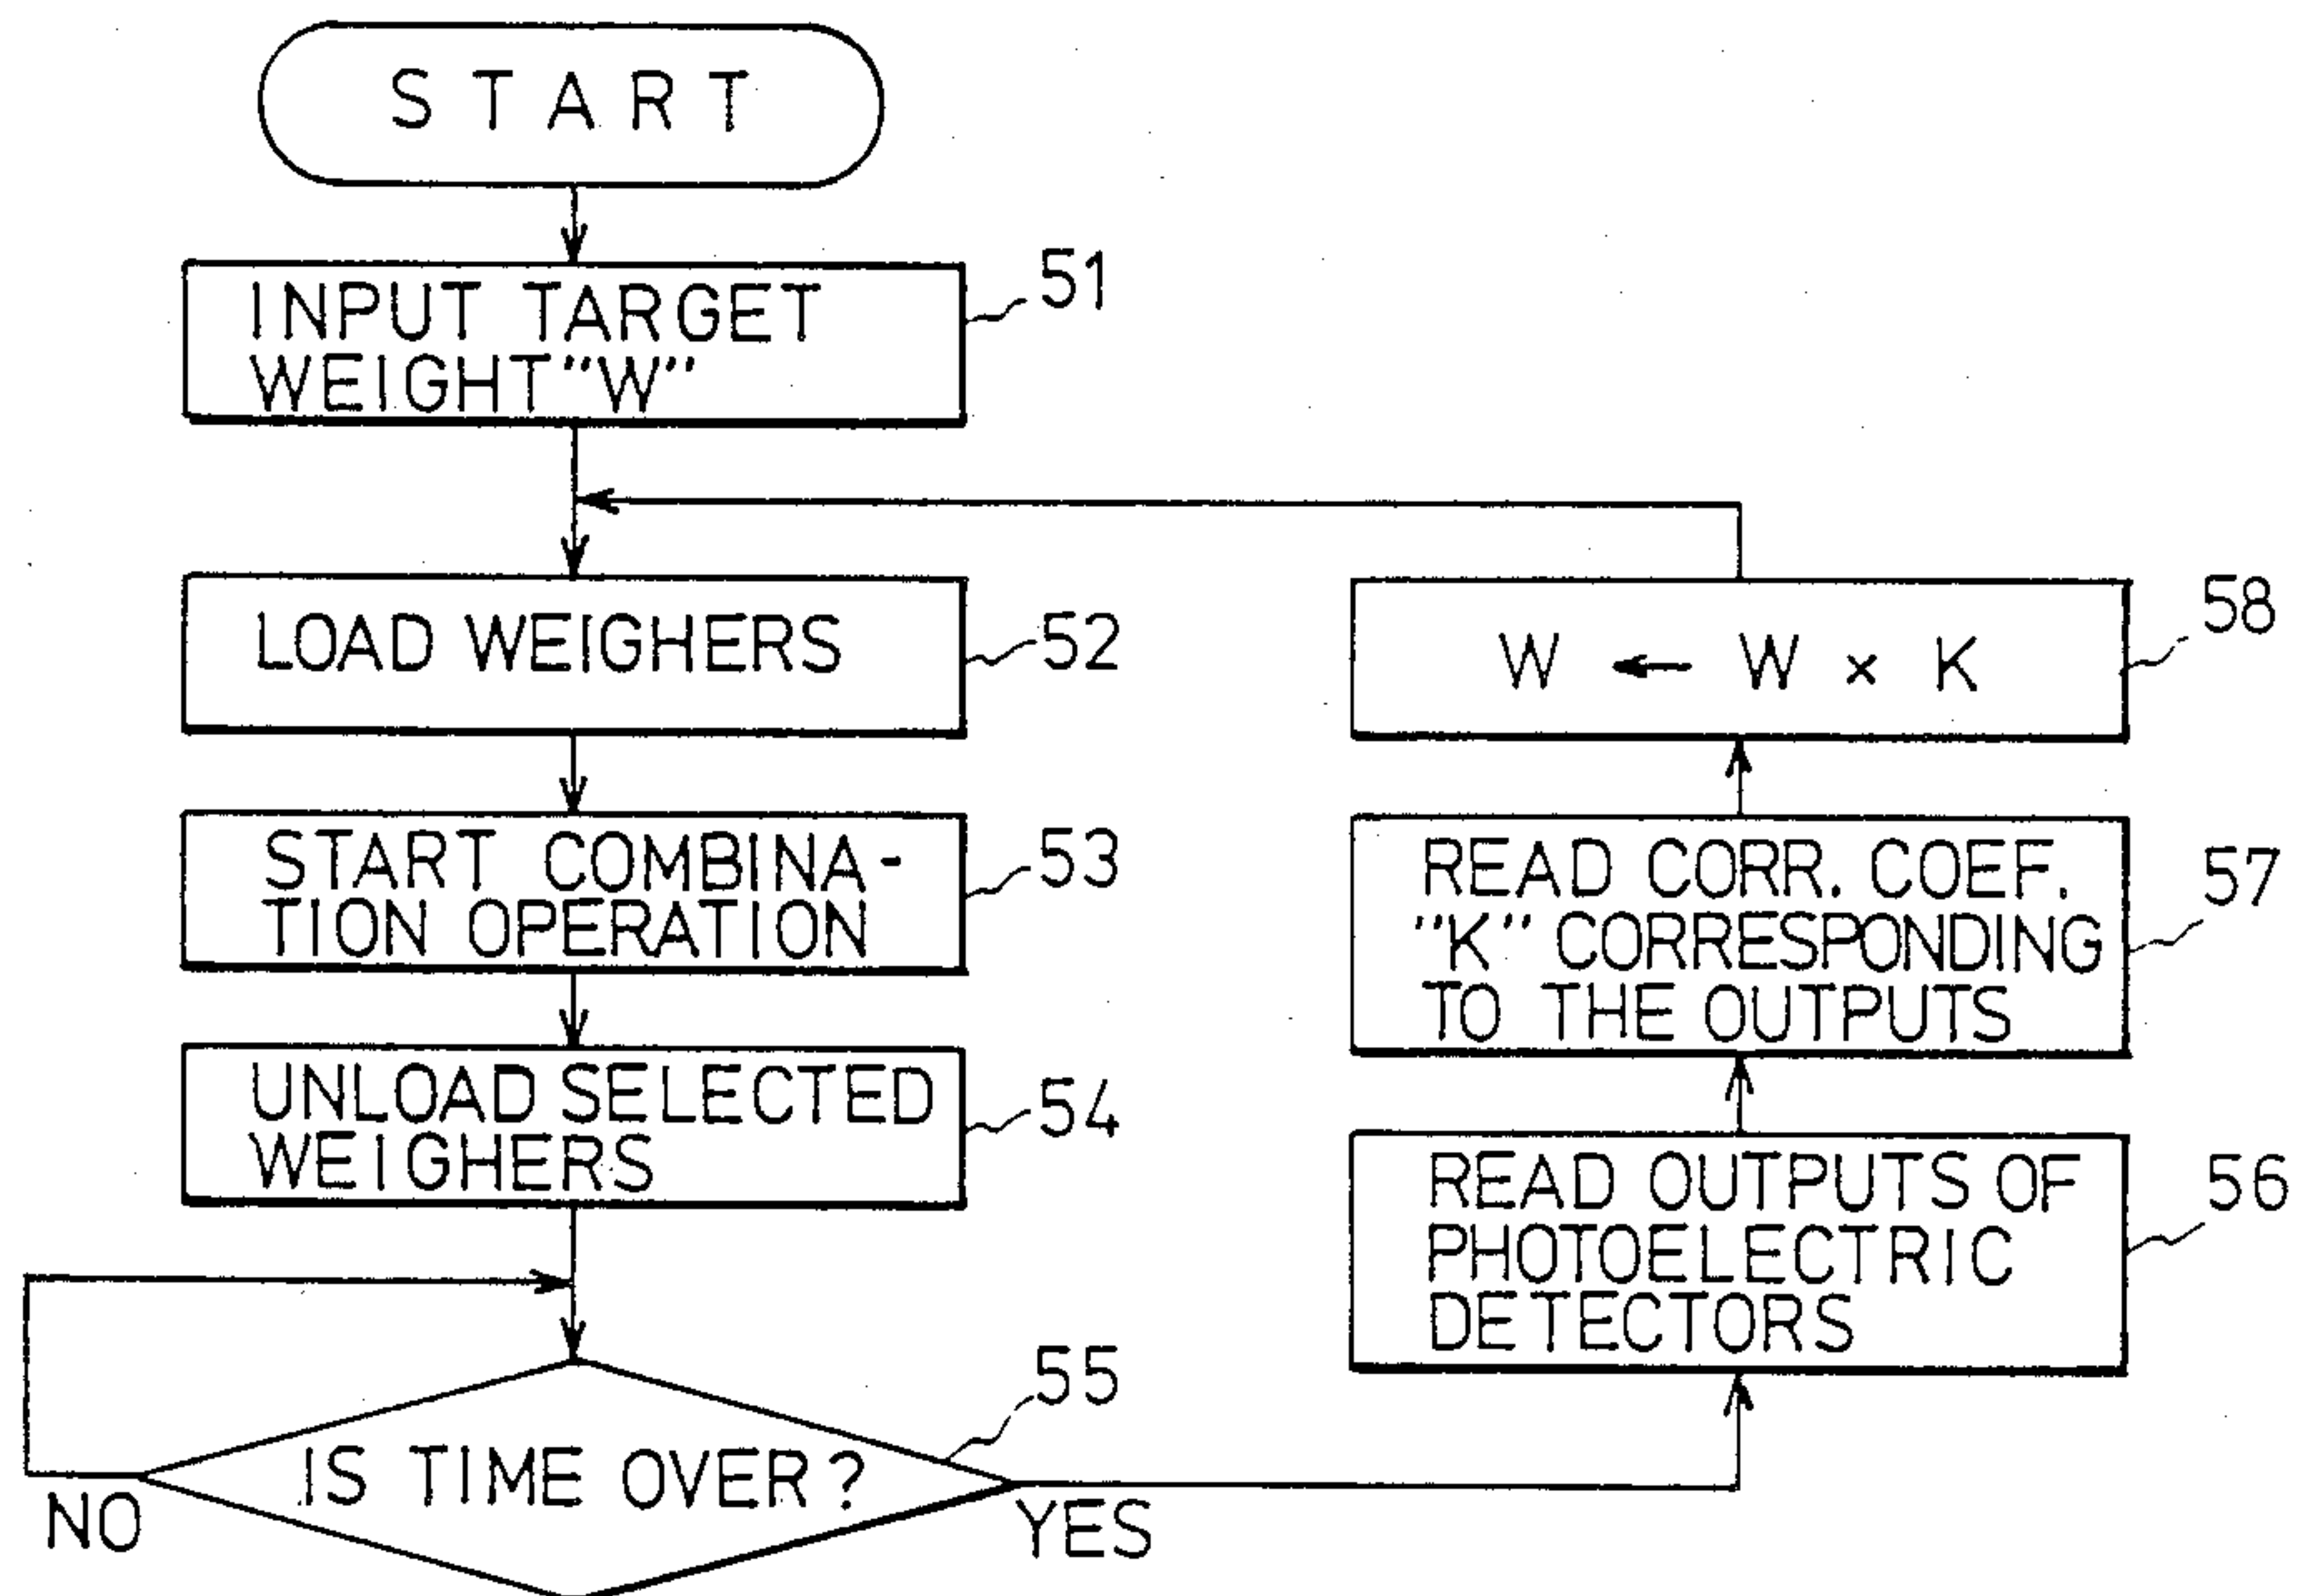 START
INPUT TARGET
WEIGHT "W"
51
LOAD WEIGHERS
52
START COMBINA-
TION OPERATION
53
UNLOAD SELECTED
WEIGHERS
54
IS TIME OVER?
55
NO
YES
READ OUTPUTS OF
PHOTOELECTRIC
DETECTORS
56
READ CORR. COEF.
"K" CORRESPONDING
TO THE OUTPUTS
57
W ← W × K
58